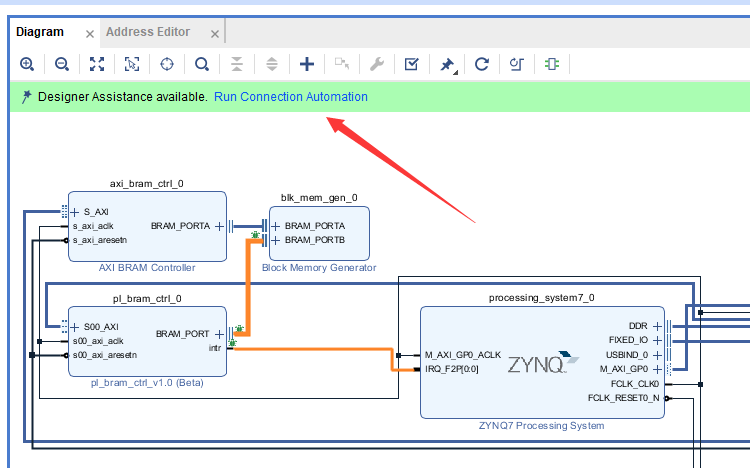 Diagram
Address Editor
Designer Assistance available. Run Connection Automation
axi_bram_ctrl_0
S_AXI
s_axi_aclk
s_axi_aresetn
BRAM_PORTA
AXI BRAM Controller
blk_mem_gen_0
BRAM_PORTA
BRAM_PORTB
Block Memory Generator
pl_bram_ctrl_0
S00_AXI
s00_axi_aclk
s00_axi_aresetn
BRAM_PORT
intr
pl_bram_ctrl_v1.0 (Beta)
processing_system7_0
M_AXI_GP0_ACLK
IRQ_F2P[0:0]
ZYNQ
DDR
FIXED_IO
USBIND_0
M_AXI_GP0
FCLK_CLK0
FCLK_RESET0_N
ZYNQ7 Processing System